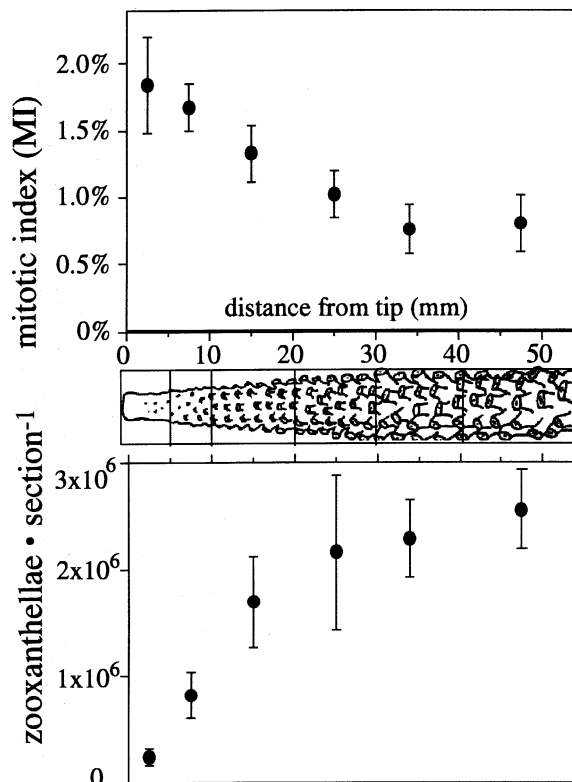 mitotic index (MI)
2.0%
1.5%
1.0%
0.5%
0%
distance from tip (mm)
0 10 20 30 40 50
zooxanthellae • section⁻¹
3x10⁶
2x10⁶
1x10⁶
0